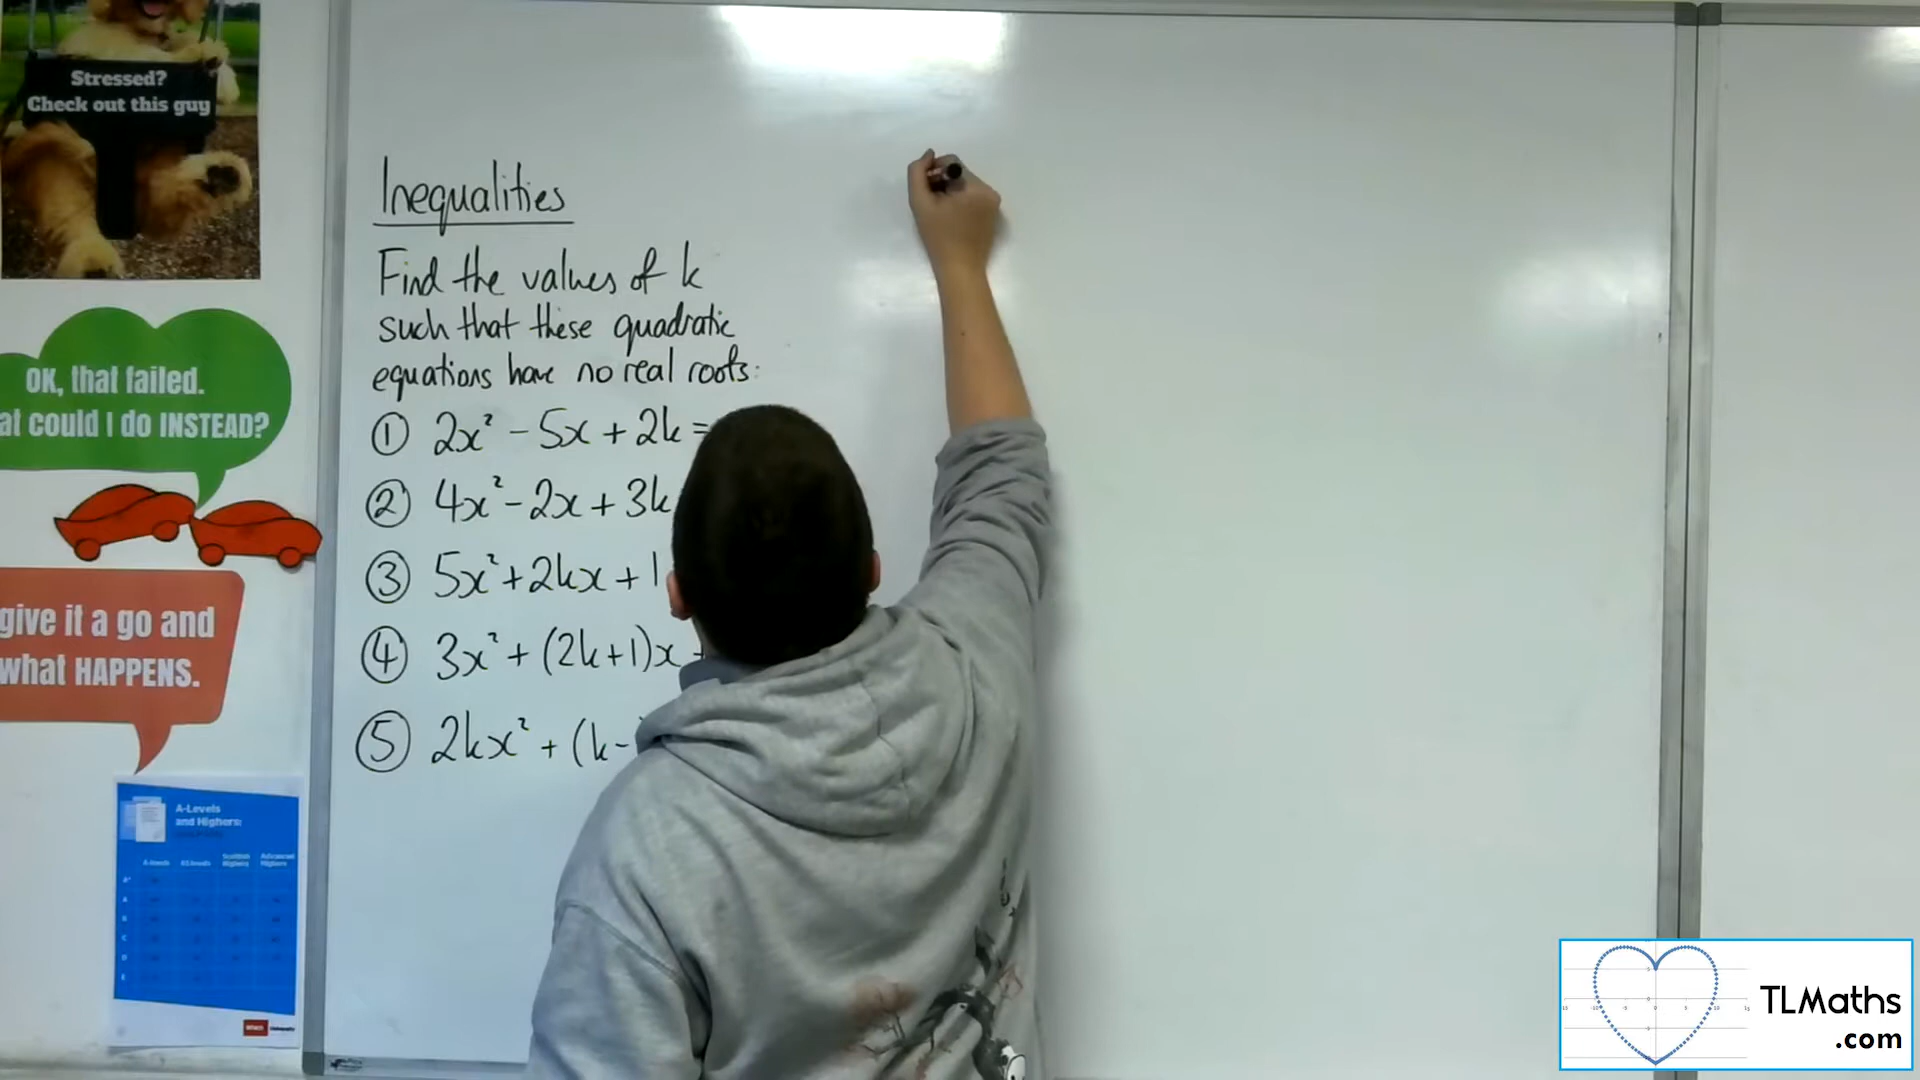 Stressed?
Check out this guy
OK, that failed.
at could I do INSTEAD?
give it a go and
what HAPPENS.
A-Levels
and Highers:
Inequalities
Find the values of k
such that these quadratic
equations have no real roots:
① 2x² - 5x + 2k =
② 4x² - 2x + 3k
③ 5x² + 2kx + 1
④ 3x² + (2k+1)x +
⑤ 2kx² + (k-
TLMaths
.com